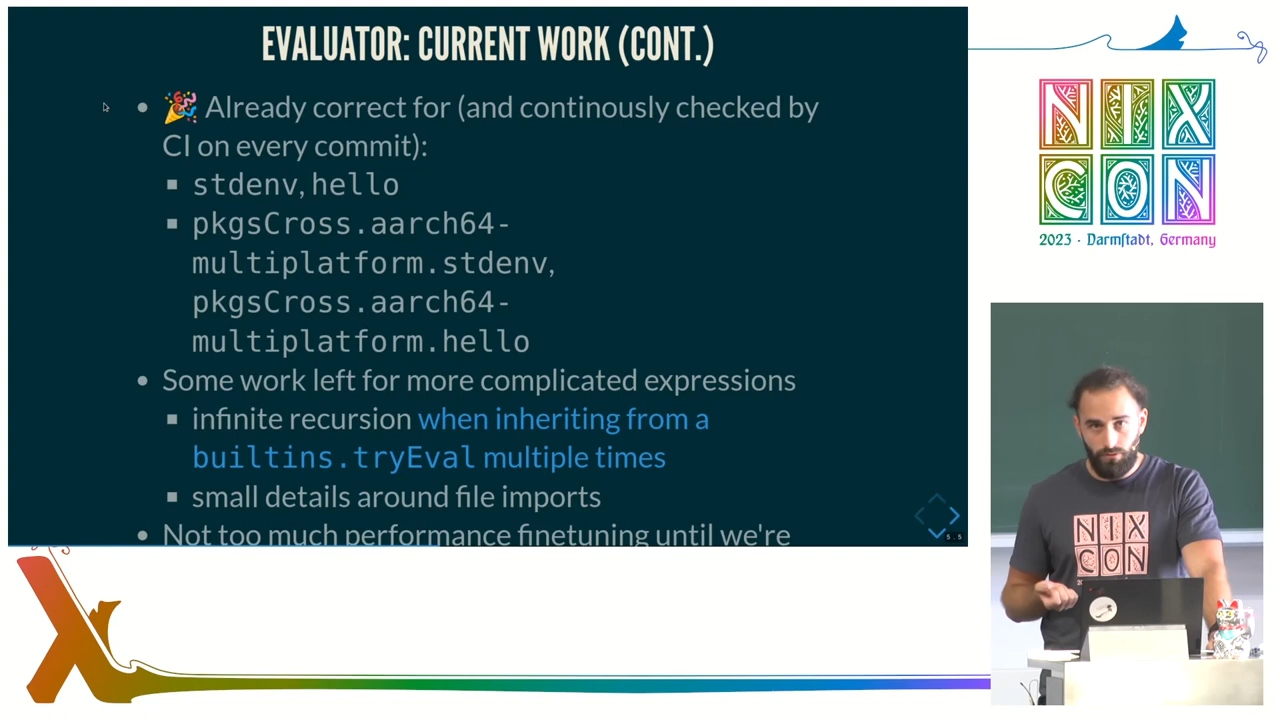 EVALUATOR: CURRENT WORK (CONT.)
• 🎉 Already correct for (and continously checked by
CI on every commit):
▪ stdenv, hello
▪ pkgsCross.aarch64-
multiplatform.stdenv,
pkgsCross.aarch64-
multiplatform.hello
• Some work left for more complicated expressions
▪ infinite recursion when inheriting from a
builtins.tryEval multiple times
▪ small details around file imports
• Not too much performance finetuning until we're
5.5
NIX
CON
2023 · Darmſtadt, Germany
NIX
CON